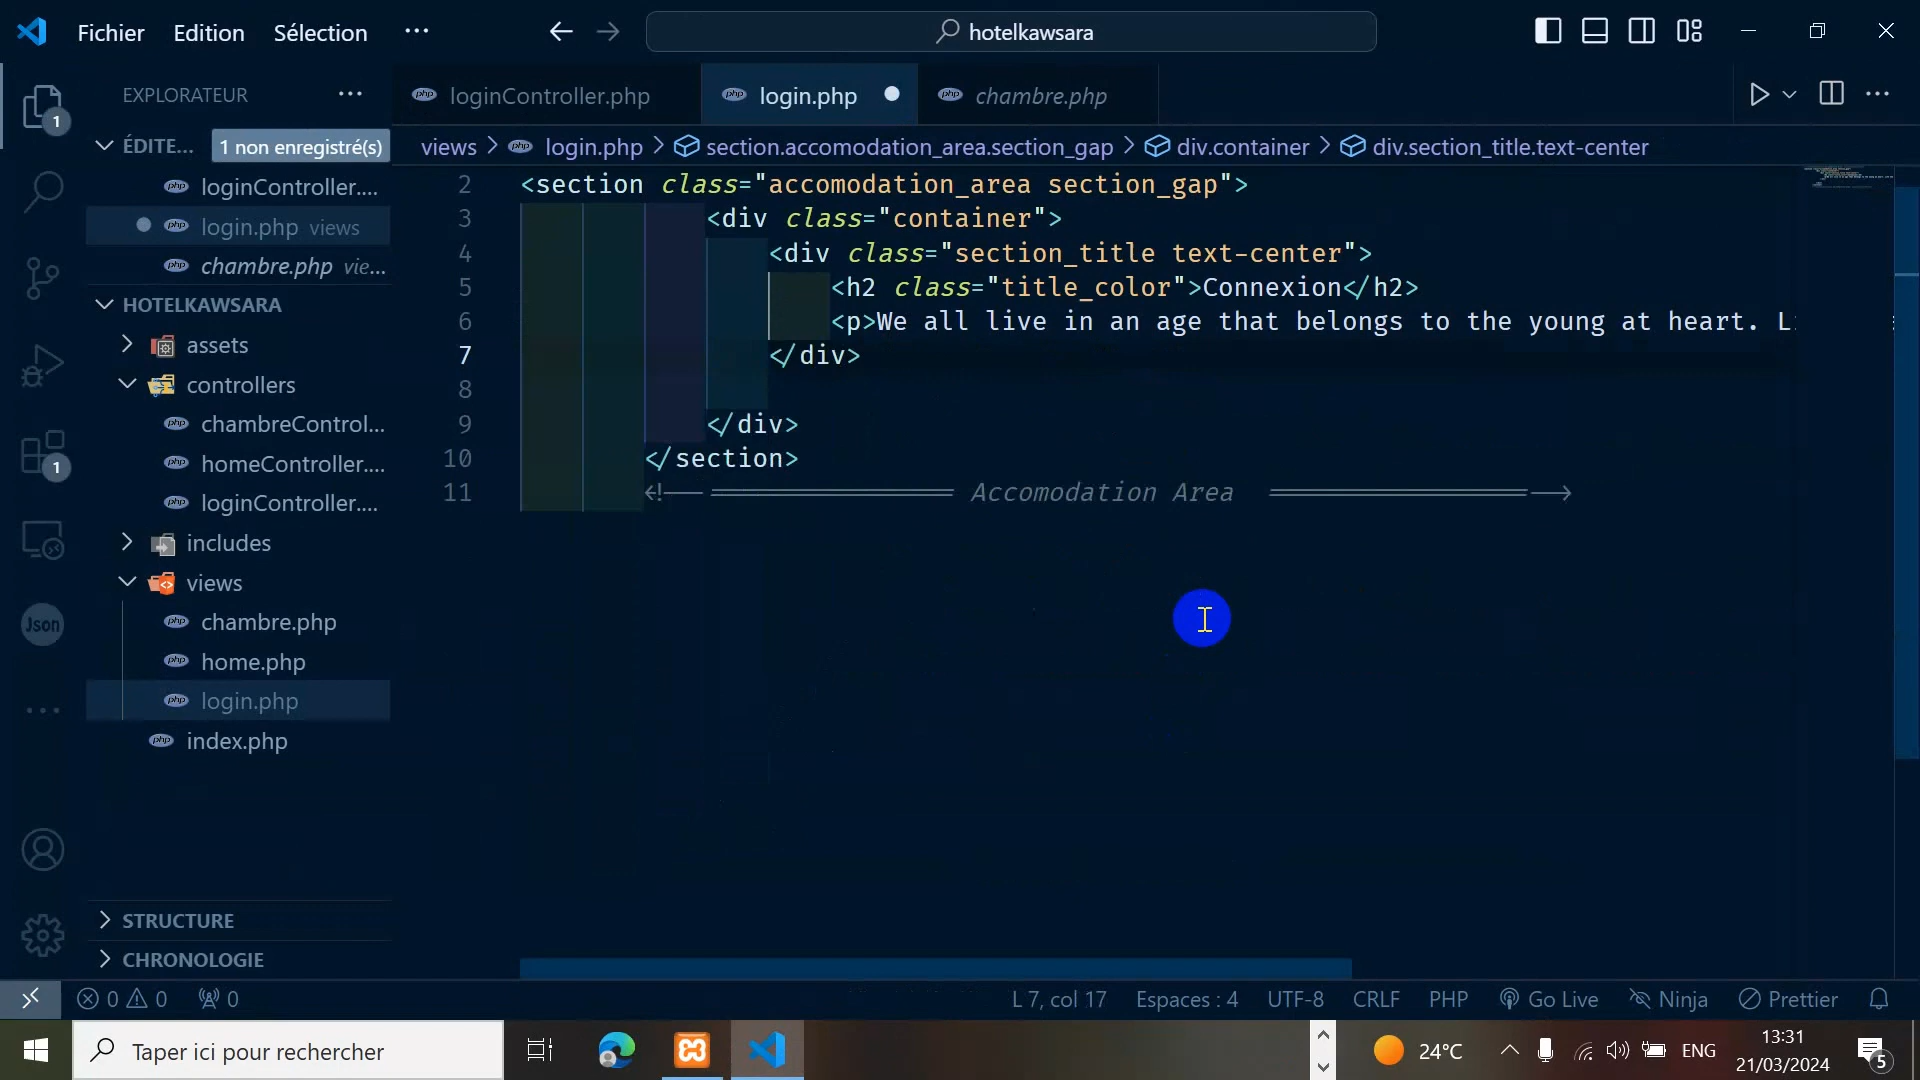 Fichier Edition Sélection ... hotelkawsara
EXPLORATEUR ...
1
ÉDITE... 1 non enregistré(s)
loginController....
login.php views
chambre.php vie...
HOTELKAWSARA
assets
controllers
chambreControl...
homeController....
loginController....
includes
views
chambre.php
home.php
login.php
index.php
STRUCTURE
CHRONOLOGIE
1
Json
loginController.php login.php chambre.php
views > login.php > section.accomodation_area.section_gap > div.container > div.section_title.text-center
2 <section class="accomodation_area section_gap">
3 <div class="container">
4 <div class="section_title text-center">
5 <h2 class="title_color">Connexion</h2>
6 <p>We all live in an age that belongs to the young at heart. L
7 </div>
8
9 </div>
10 </section>
11 <!-- ================ Accomodation Area ================= -->
0 0 0 L 7, col 17 Espaces : 4 UTF-8 CRLF PHP Go Live Ninja Prettier
Taper ici pour rechercher 24°C ENG 13:31
21/03/2024 5